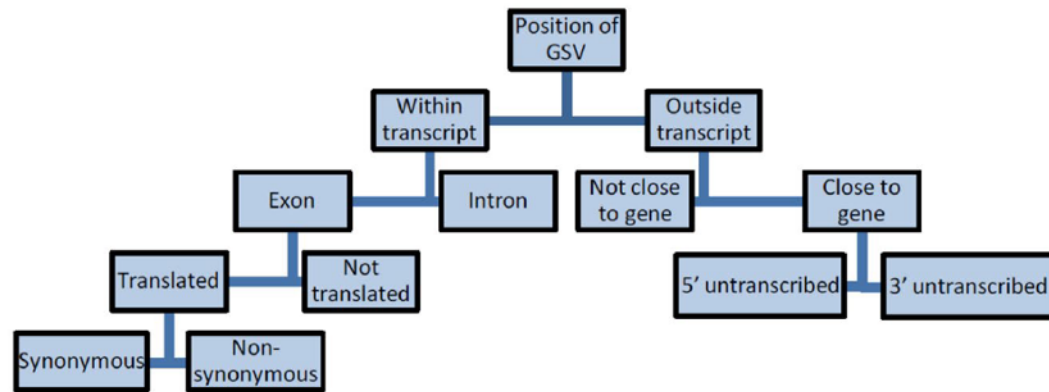 Position of
GSV
Within
transcript
Outside
transcript
Exon
Intron
Not close
to gene
Close to
gene
Translated
Not
translated
5’ untranscribed
3’ untranscribed
Synonymous
Non-
synonymous